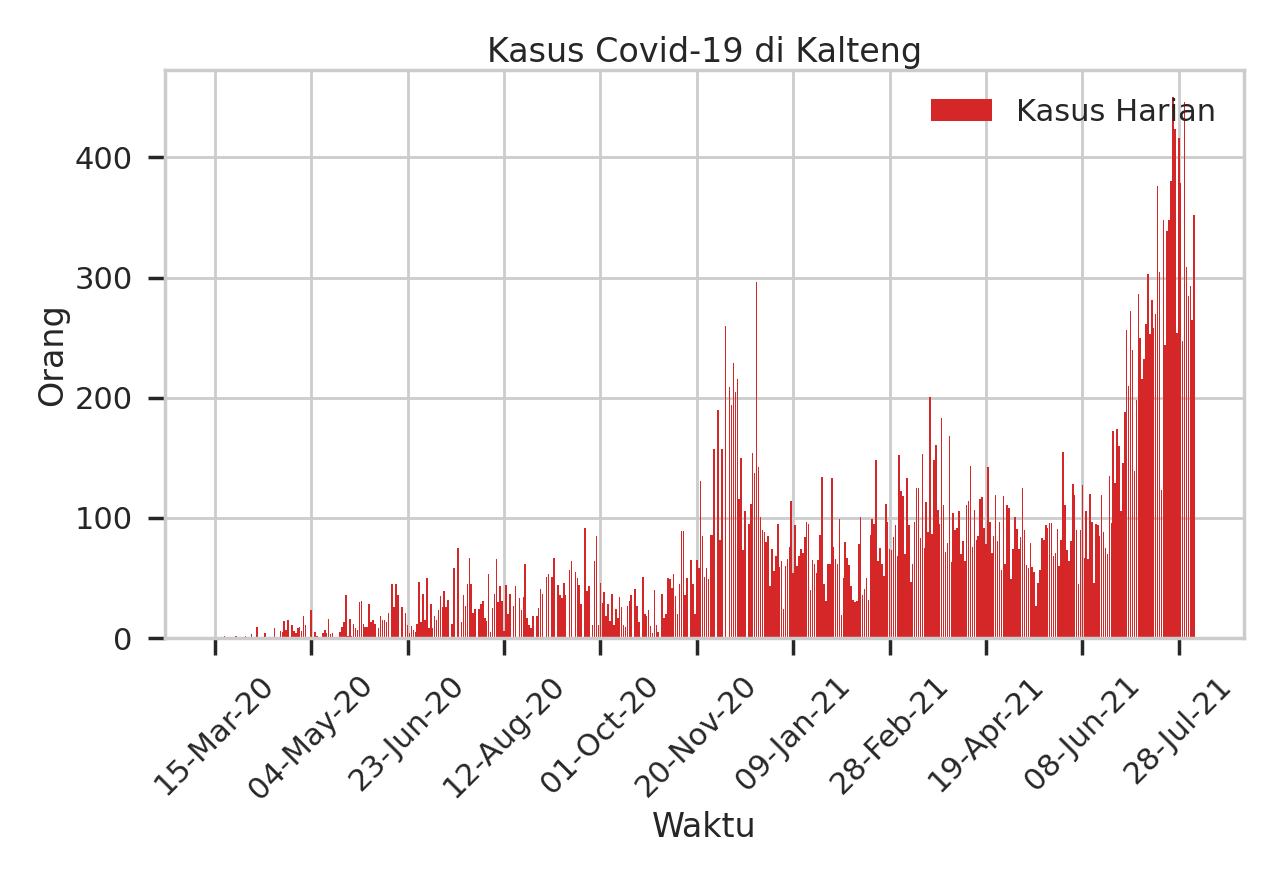 Kasus Covid-19 di Kalteng
Kasus Harian
Orang
400
300
200
100
0
15-Mar-20
04-May-20
23-Jun-20
12-Aug-20
01-Oct-20
20-Nov-20
09-Jan-21
28-Feb-21
19-Apr-21
08-Jun-21
28-Jul-21
Waktu